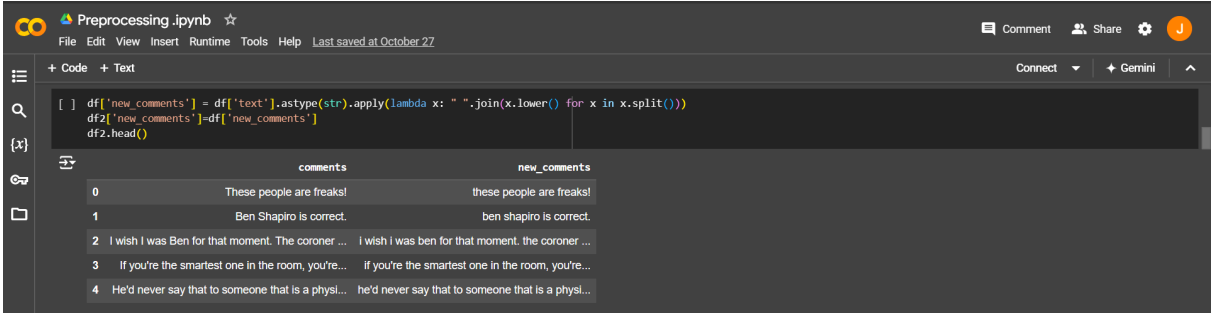 Preprocessing .ipynb
File Edit View Insert Runtime Tools Help Last saved at October 27
Comment Share J
+ Code + Text
Connect Gemini
{x}
[ ] df['new_comments'] = df['text'].astype(str).apply(lambda x: " ".join(x.lower() for x in x.split()))
df2['new_comments']=df['new_comments']
df2.head()
comments new_comments
0 These people are freaks! these people are freaks!
1 Ben Shapiro is correct. ben shapiro is correct.
2 I wish I was Ben for that moment. The coroner ... i wish i was ben for that moment. the coroner ...
3 If you're the smartest one in the room, you're... if you're the smartest one in the room, you're...
4 He'd never say that to someone that is a physi... he'd never say that to someone that is a physi...